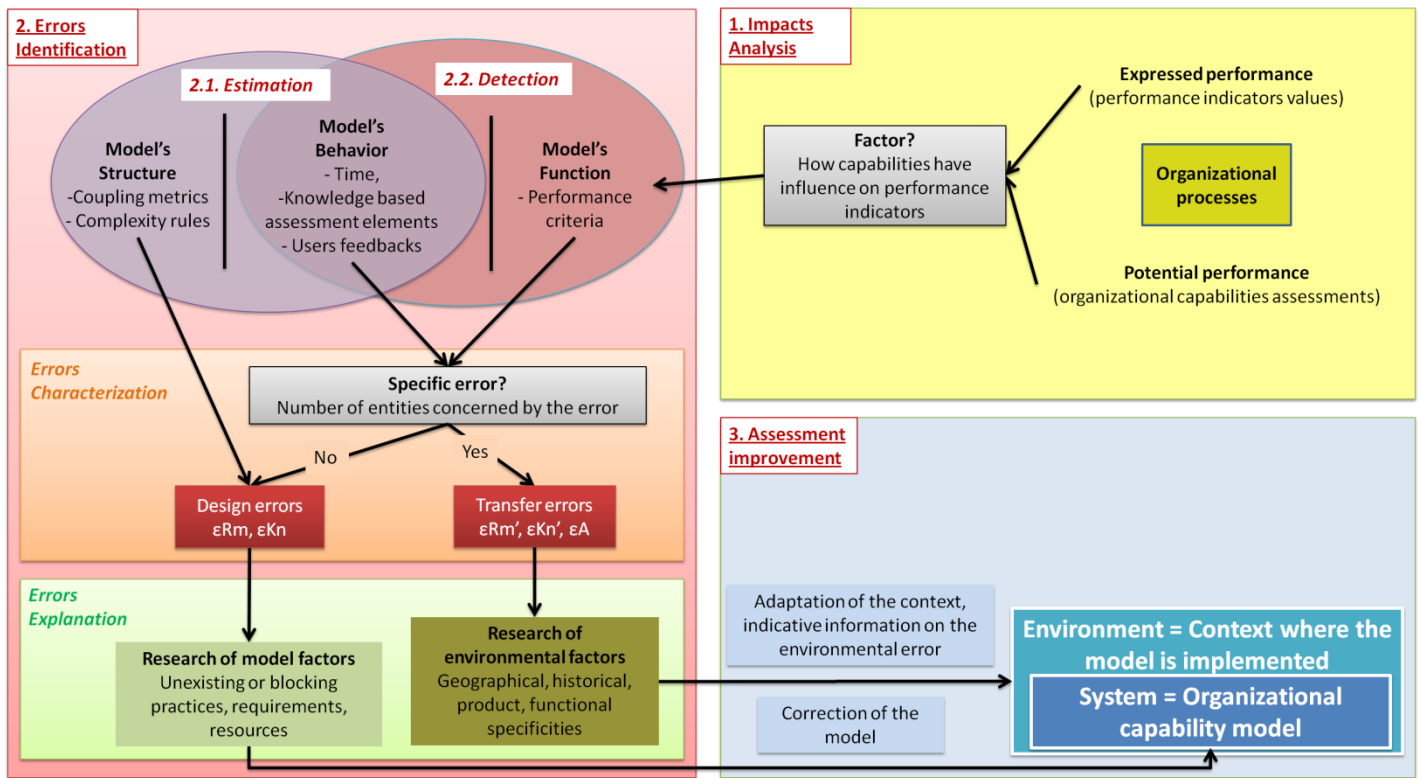 2. Errors
Identification
2.1. Estimation
2.2. Detection
Model's
Structure
-Coupling metrics
- Complexity rules
Model's
Behavior
- Time,
-Knowledge based
assessment elements
- Users feedbacks
Model's
Function
- Performance
criteria
Errors
Characterization
Specific error?
Number of entities concerned by the error
No
Yes
Design errors
εRm, εKn
Transfer errors
εRm’, εKn’, εA
Errors
Explanation
Research of model factors
Unexisting or blocking
practices, requirements,
resources
Research of
environmental factors
Geographical, historical,
product, functional
specificities
1. Impacts
Analysis
Expressed performance
(performance indicators values)
Factor?
How capabilities have
influence on performance
indicators
Organizational
processes
Potential performance
(organizational capabilities assessments)
3. Assessment
improvement
Adaptation of the context,
indicative information on the
environmental error
Correction of the
model
Environment = Context where the
model is implemented
System = Organizational
capability model